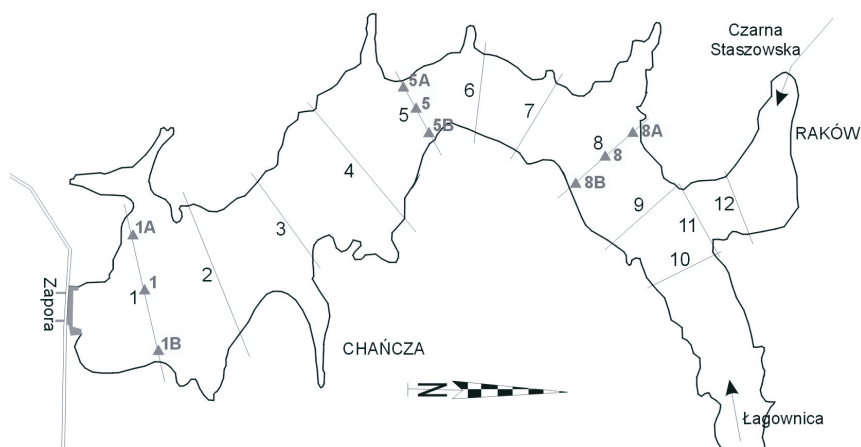 Czarna
Staszowska
RAKÓW
5A
5
5
5B
6
7
8
8
8A
8B
4
3
9
11
12
10
1A
2
1
1
1B
Zapora
CHAŃCZA
N
Łagownica